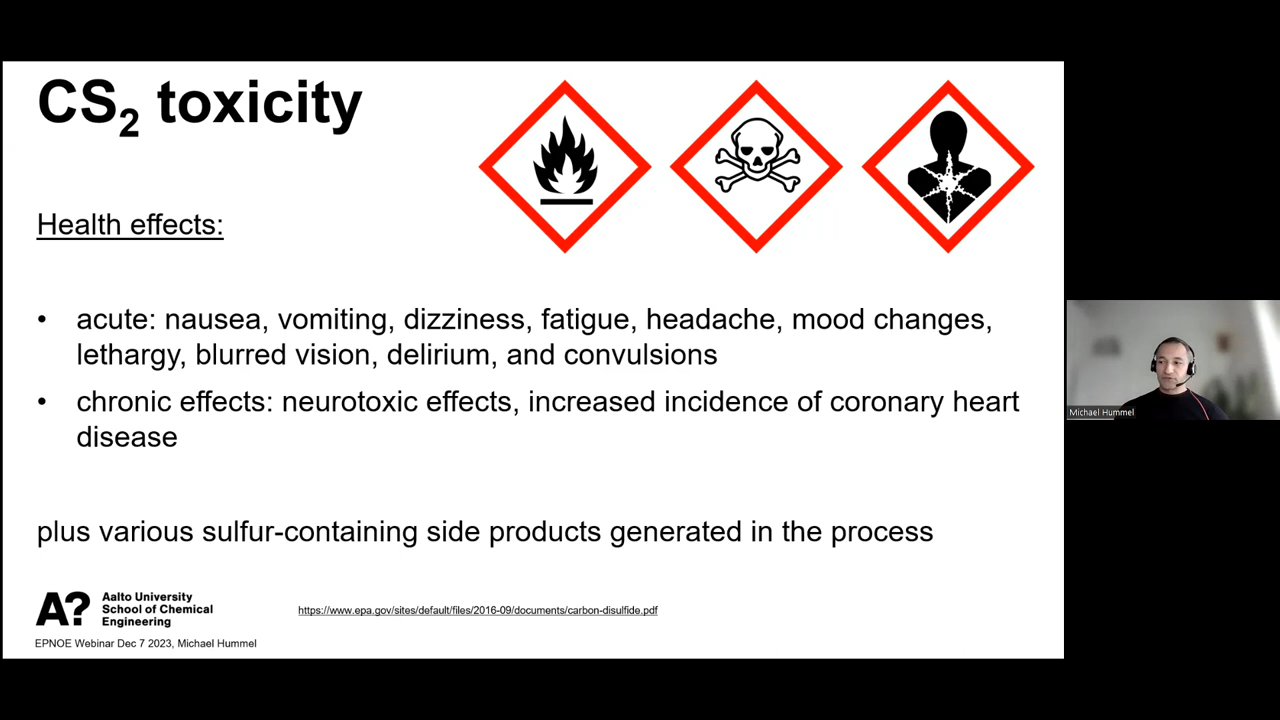 CS₂ toxicity
Health effects:
• acute: nausea, vomiting, dizziness, fatigue, headache, mood changes,
lethargy, blurred vision, delirium, and convulsions
• chronic effects: neurotoxic effects, increased incidence of coronary heart
disease
Michael Hummel
plus various sulfur-containing side products generated in the process
A?
Aalto University
School of Chemical
Engineering
https://www.epa.gov/sites/default/files/2016-09/documents/carbon-disulfide.pdf
EPNOE Webinar Dec 7 2023, Michael Hummel